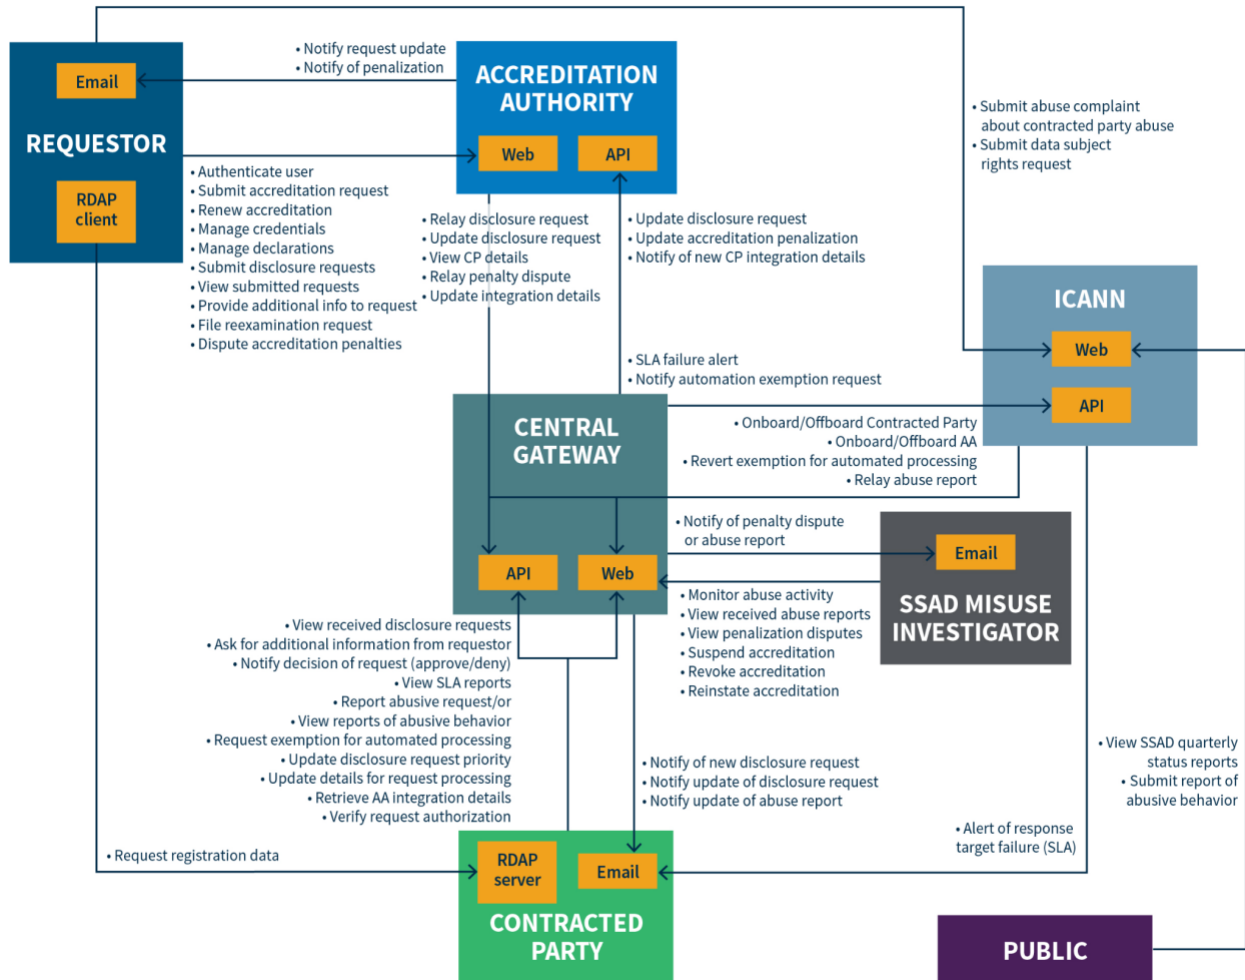 • Notify request update
• Notify of penalization
Email
REQUESTOR
RDAP
client
ACCREDITATION
AUTHORITY
Web
API
• Submit abuse complaint
about contracted party abuse
• Submit data subject
rights request
• Authenticate user
• Submit accreditation request
• Renew accreditation
• Manage credentials
• Manage declarations
• Submit disclosure requests
• View submitted requests
• Provide additional info to request
• File reexamination request
• Dispute accreditation penalties
• Relay disclosure request
• Update disclosure request
• View CP details
• Relay penalty dispute
• Update integration details
• Update disclosure request
• Update accreditation penalization
• Notify of new CP integration details
ICANN
Web
API
• SLA failure alert
• Notify automation exemption request
CENTRAL
GATEWAY
API
Web
• Onboard/Offboard Contracted Party
• Onboard/Offboard AA
• Revert exemption for automated processing
• Relay abuse report
• Notify of penalty dispute
or abuse report
Email
SSAD MISUSE
INVESTIGATOR
• Monitor abuse activity
• View received abuse reports
• View penalization disputes
• Suspend accreditation
• Revoke accreditation
• Reinstate accreditation
• View received disclosure requests
• Ask for additional information from requestor
• Notify decision of request (approve/deny)
• View SLA reports
• Report abusive request/or
• View reports of abusive behavior
• Request exemption for automated processing
• Update disclosure request priority
• Update details for request processing
• Retrieve AA integration details
• Verify request authorization
• Notify of new disclosure request
• Notify update of disclosure request
• Notify update of abuse report
• View SSAD quarterly
status reports
• Submit report of
abusive behavior
• Alert of response
target failure (SLA)
• Request registration data
RDAP
server
Email
CONTRACTED
PARTY
PUBLIC